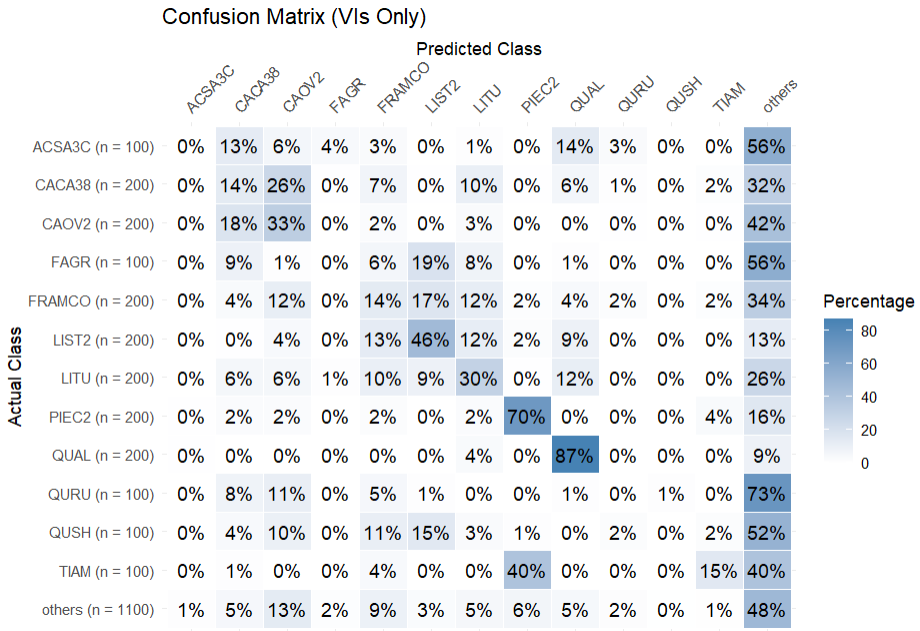 Confusion Matrix (VIs Only)
Predicted Class
ACSA3C CACA38 CAOV2 FAGR FRAMCO LIST2 LITU PIEC2 QUAL QURU QUSH TIAM others
ACSA3C (n = 100) 0% 13% 6% 4% 3% 0% 1% 0% 14% 3% 0% 0% 56%
CACA38 (n = 200) 0% 14% 26% 0% 7% 0% 10% 0% 6% 1% 0% 2% 32%
CAOV2 (n = 200) 0% 18% 33% 0% 2% 0% 3% 0% 0% 0% 0% 0% 42%
FAGR (n = 100) 0% 9% 1% 0% 6% 19% 8% 0% 1% 0% 0% 0% 56%
FRAMCO (n = 200) 0% 4% 12% 0% 14% 17% 12% 2% 4% 0% 0% 2% 34%
LIST2 (n = 200) 0% 0% 4% 0% 13% 46% 12% 2% 9% 0% 0% 0% 13%
LITU (n = 200) 0% 6% 6% 1% 10% 9% 30% 0% 12% 0% 0% 0% 26%
PIEC2 (n = 200) 0% 2% 2% 0% 2% 0% 2% 70% 0% 0% 0% 4% 16%
QUAL (n = 200) 0% 0% 0% 0% 0% 0% 4% 0% 87% 0% 0% 0% 9%
QURU (n = 100) 0% 8% 11% 0% 5% 1% 0% 0% 1% 0% 1% 0% 73%
QUSH (n = 100) 0% 4% 10% 0% 11% 15% 3% 1% 0% 2% 0% 2% 52%
TIAM (n = 100) 0% 1% 0% 0% 4% 0% 0% 40% 0% 0% 0% 15% 40%
others (n = 1100) 1% 5% 13% 2% 9% 3% 5% 6% 5% 2% 0% 1% 48%
Actual Class
Percentage
80
60
40
20
0